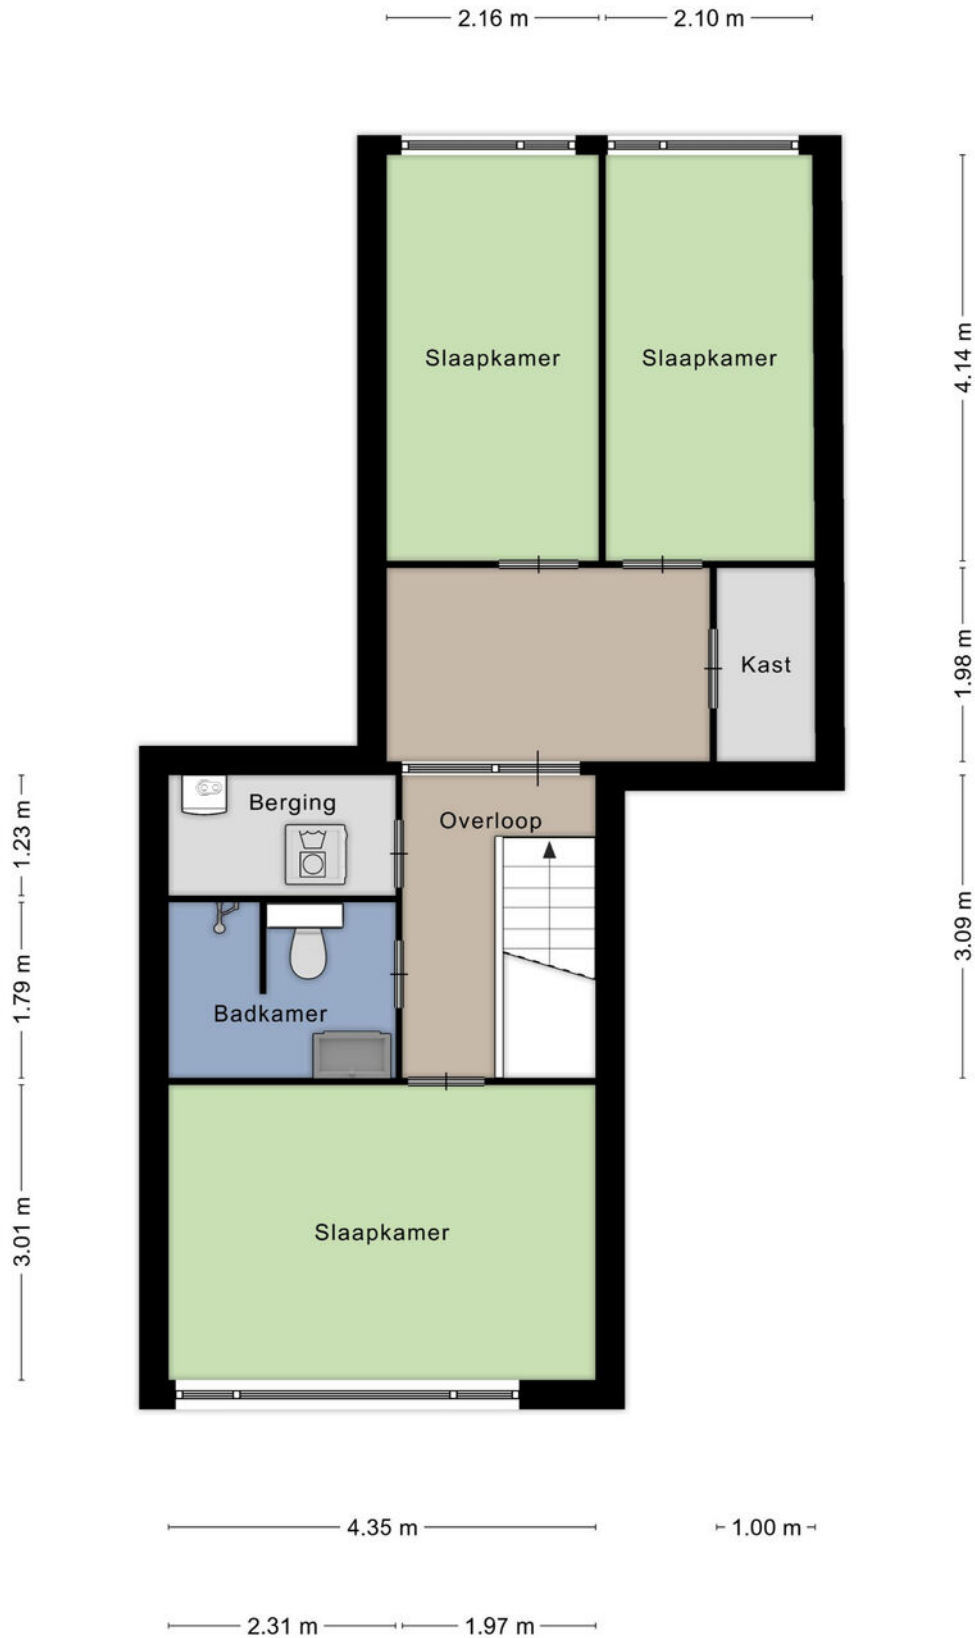 2.16 m
2.10 m
Slaapkamer
Slaapkamer
4.14 m
Kast
1.98 m
Berging
Overloop
1.23 m
3.09 m
1.79 m
Badkamer
Slaapkamer
3.01 m
4.35 m
1.00 m
2.31 m
1.97 m